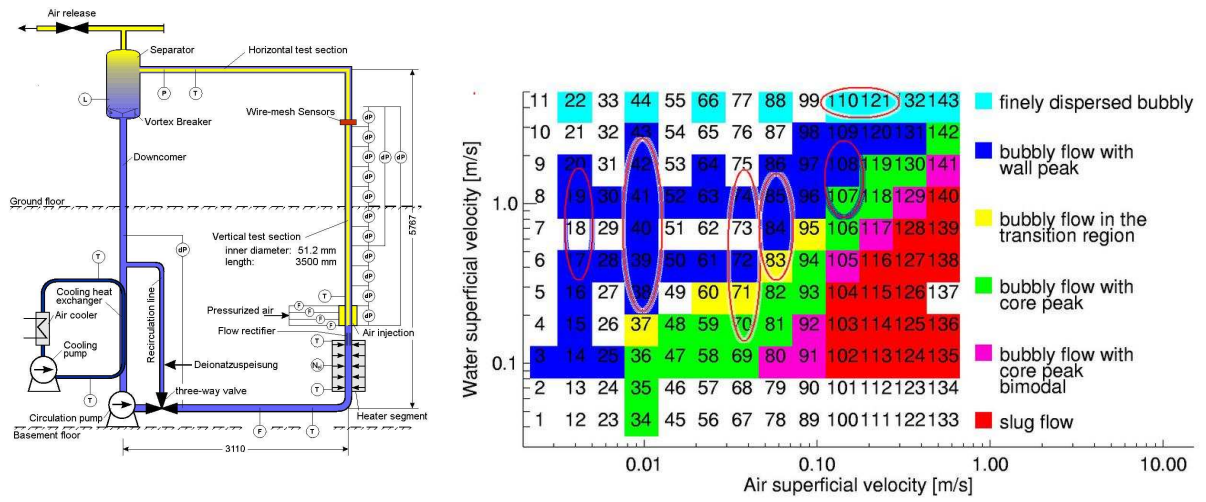 Air release
Separator
Horizontal test section
L
P
T
Wire-mesh Sensors
Vortex Breaker
dP
dP
dP
dP
Downcomer
dP
dP
Ground floor
5767
Vertical test section
inner diameter: 51.2 mm
length: 3500 mm
dP
T
Cooling heat
exchanger
Air cooler
Cooling
pump
Recirculation line
Pressurized air
F
F
F
F
T
dP
Air injection
Flow rectifier
T
Deionatzuspeisung
T
three-way valve
T
Heater segment
Circulation pump
F
T
Basement floor
3110
Water superficial velocity [m/s]
1.0
0.1
11 22 33 44 55 66 77 88 99 110 121 32 143
10 21 32 43 54 65 76 87 98 109 120 131 142
9 20 31 42 53 64 75 86 97 108 119 130 141
8 19 30 41 52 63 74 85 96 107 118 129 140
7 18 29 40 51 62 73 84 95 106 117 128 139
6 17 28 39 50 61 72 83 94 105 116 127 138
5 16 27 38 49 60 71 82 93 104 115 126 137
4 15 26 37 48 59 70 81 92 103 114 125 136
3 14 25 36 47 58 69 80 91 102 113 124 135
2 13 24 35 46 57 68 79 90 101 112 123 134
1 12 23 34 45 56 67 78 89 100 111 122 133
0.01 0.10 1.00 10.00
Air superficial velocity [m/s]
finely dispersed bubbly
bubbly flow with
wall peak
bubbly flow in the
transition region
bubbly flow with
core peak
bubbly flow with
core peak
bimodal
slug flow